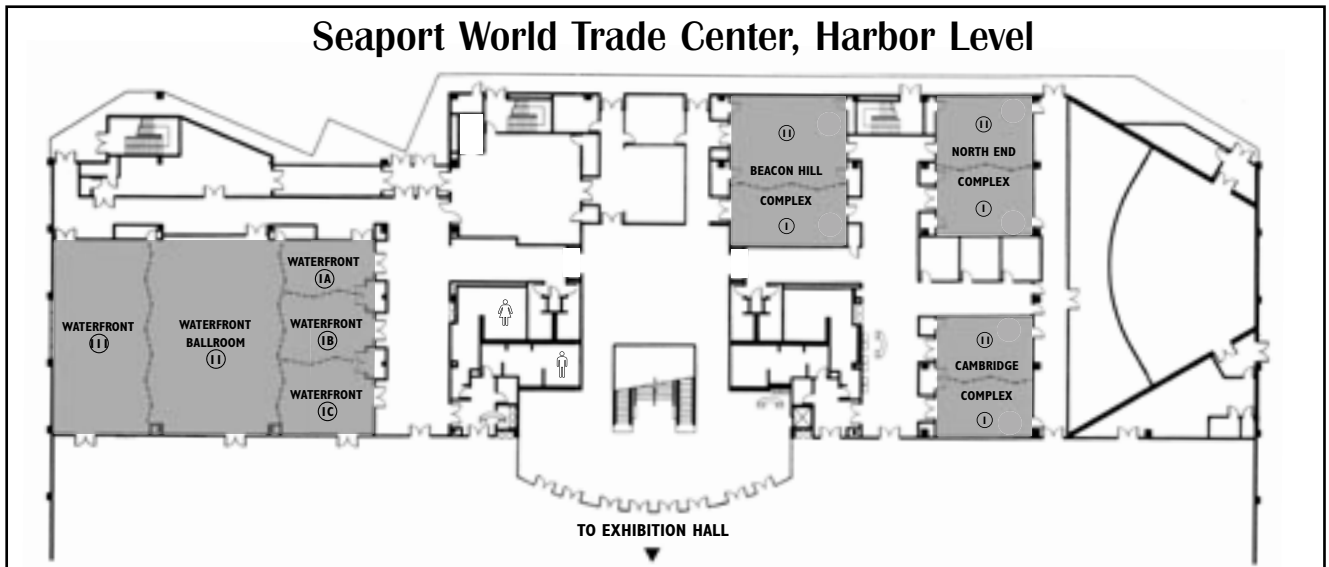 Seaport World Trade Center, Harbor Level
WATERFRONT
III
WATERFRONT
BALLROOM
II
WATERFRONT
IA
WATERFRONT
IB
WATERFRONT
IC
II
BEACON HILL
COMPLEX
I
II
NORTH END
COMPLEX
I
II
CAMBRIDGE
COMPLEX
I
TO EXHIBITION HALL